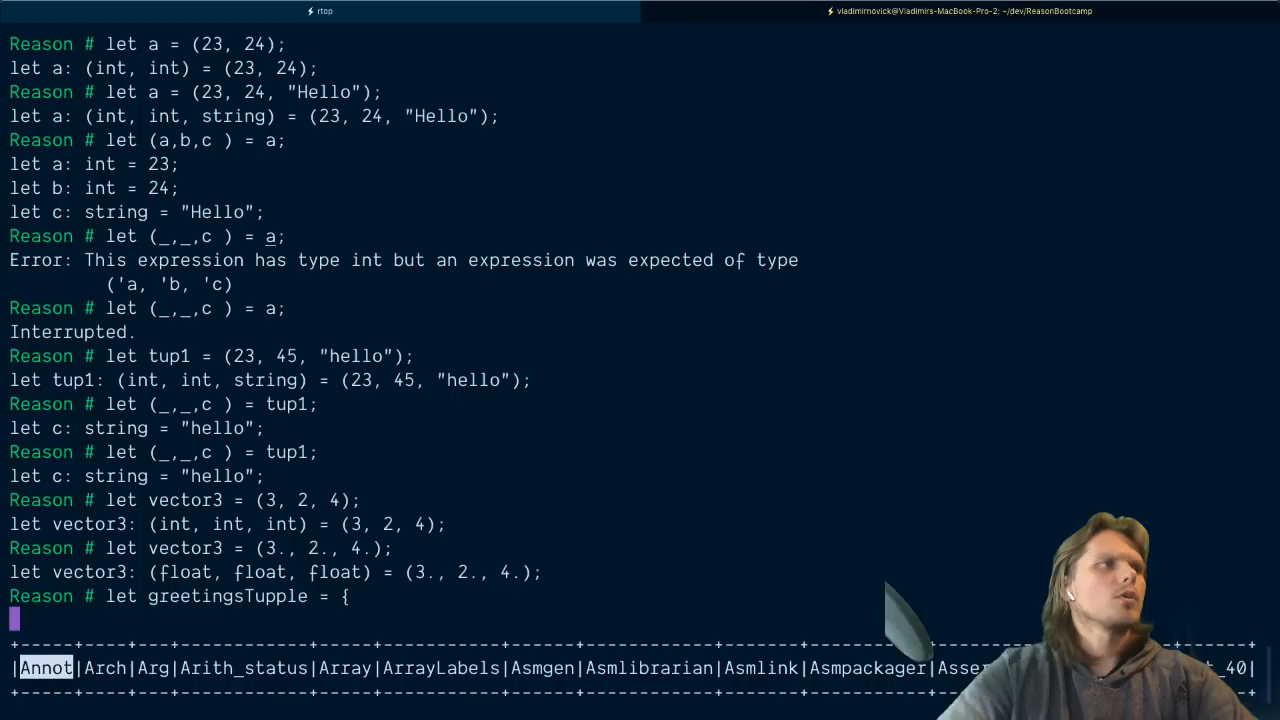 ⚡ rtop
⚡ vladimirnovick@Vladimirs-MacBook-Pro-2: ~/dev/ReasonBootcamp
Reason # let a = (23, 24);
let a: (int, int) = (23, 24);
Reason # let a = (23, 24, "Hello");
let a: (int, int, string) = (23, 24, "Hello");
Reason # let (a,b,c ) = a;
let a: int = 23;
let b: int = 24;
let c: string = "Hello";
Reason # let (_,_,c ) = a;
Error: This expression has type int but an expression was expected of type
('a, 'b, 'c)
Reason # let (_,_,c ) = a;
Interrupted.
Reason # let tup1 = (23, 45, "hello");
let tup1: (int, int, string) = (23, 45, "hello");
Reason # let (_,_,c ) = tup1;
let c: string = "hello";
Reason # let (_,_,c ) = tup1;
let c: string = "hello";
Reason # let vector3 = (3, 2, 4);
let vector3: (int, int, int) = (3, 2, 4);
Reason # let vector3 = (3., 2., 4.);
let vector3: (float, float, float) = (3., 2., 4.);
Reason # let greetingsTupple = {
|Annot|Arch|Arg|Arith_status|Array|ArrayLabels|Asmgen|Asmlibrarian|Asmlink|Asmpackager|